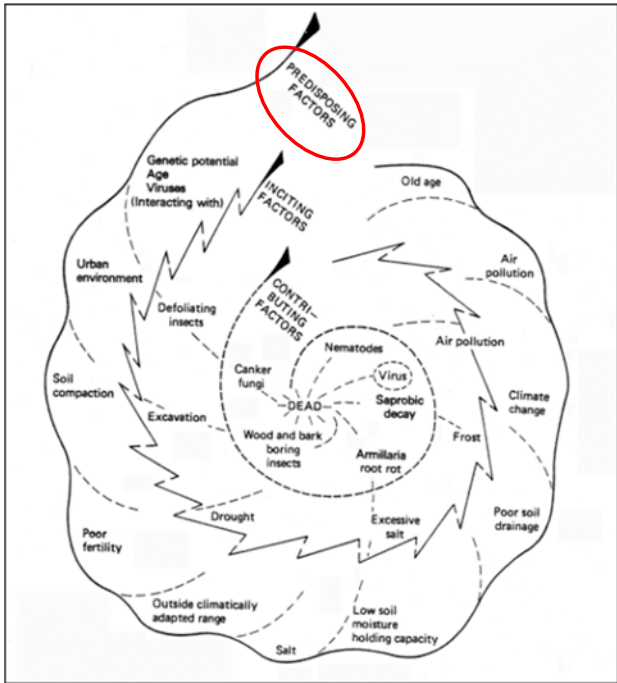 PREDISPOSING
FACTORS
Genetic potential
Age
Viruses
(Interacting with)
INCITING
FACTORS
Old age
Urban
environment
Air
pollution
CONTRI-
BUTING
FACTORS
Defoliating
insects
Nematodes
Air pollution
Canker
fungi
Virus
Soil
compaction
Climate
change
DEAD
Saprobic
decay
Excavation
Wood and bark
boring
insects
Frost
Armillaria
root rot
Drought
Excessive
salt
Poor soil
drainage
Poor
fertility
Outside climatically
adapted range
Low soil
moisture
holding capacity
Salt